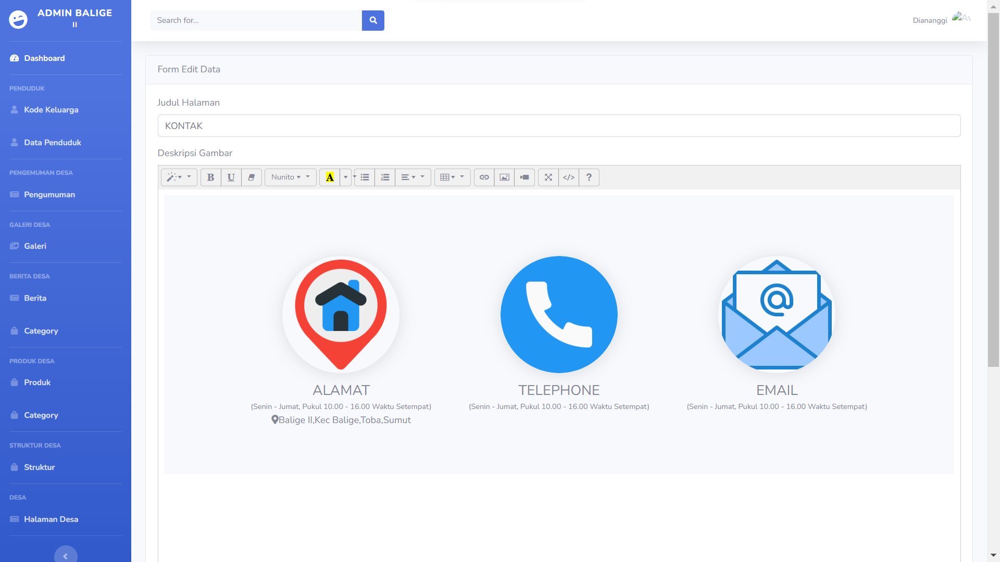 ADMIN BALIGE
II
Search for...
Diananggi
Dashboard
PENDUDUK
Kode Keluarga
Data Penduduk
PENGEMUMAN DESA
Pengumuman
GALERI DESA
Galeri
BERITA DESA
Berita
Category
PRODUK DESA
Produk
Category
STRUKTUR DESA
Struktur
DESA
Halaman Desa
Form Edit Data
Judul Halaman
KONTAK
Deskripsi Gambar
B U Nunito A </> ?
ALAMAT
(Senin - Jumat, Pukul 10.00 - 16.00 Waktu Setempat)
Balige II,Kec Balige,Toba,Sumut
TELEPHONE
(Senin - Jumat, Pukul 10.00 - 16.00 Waktu Setempat)
EMAIL
(Senin - Jumat, Pukul 10.00 - 16.00 Waktu Setempat)